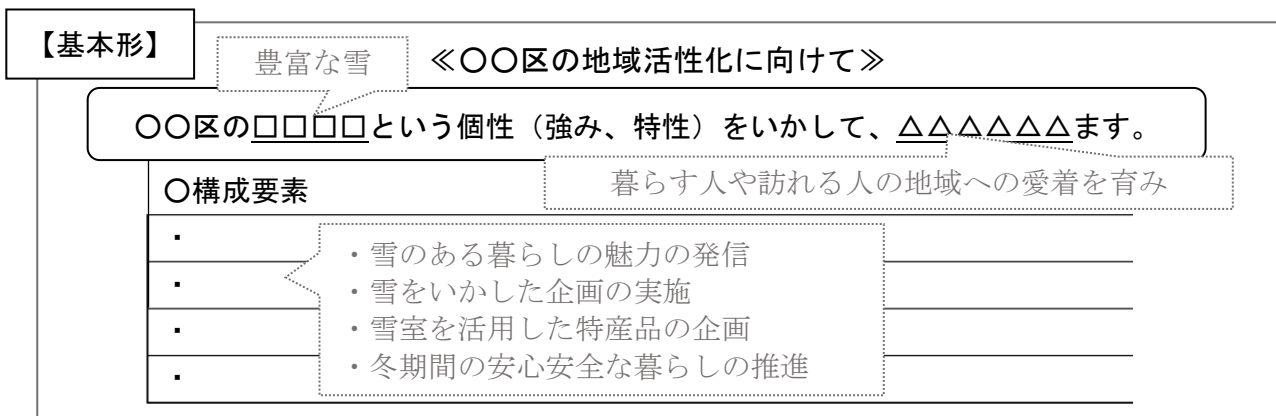 【基本形】
豊富な雪
≪〇〇区の地域活性化に向けて≫
〇〇区の□□□□という個性（強み、特性）をいかして、△△△△△△ます。
暮らす人や訪れる人の地域への愛着を育み
〇構成要素
・
・
・
・
・雪のある暮らしの魅力の発信
・雪をいかした企画の実施
・雪室を活用した特産品の企画
・冬期間の安心安全な暮らしの推進